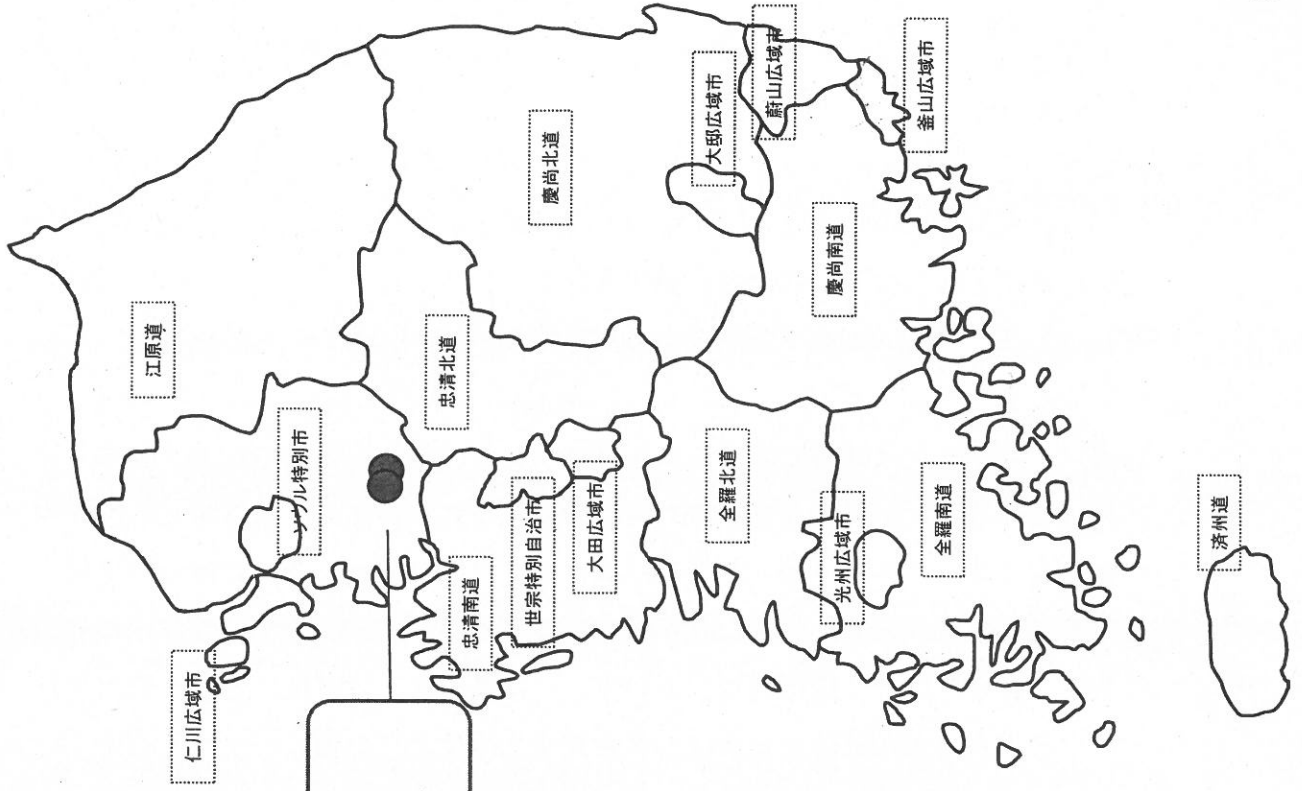 江原道
ソウル特別市
仁川広域市
忠清北道
忠清南道
世宗特別自治市
大田広域市
慶尚北道
大邱広域市
蔚山広域市
釜山広域市
慶尚南道
全羅北道
光州広域市
全羅南道
済州道